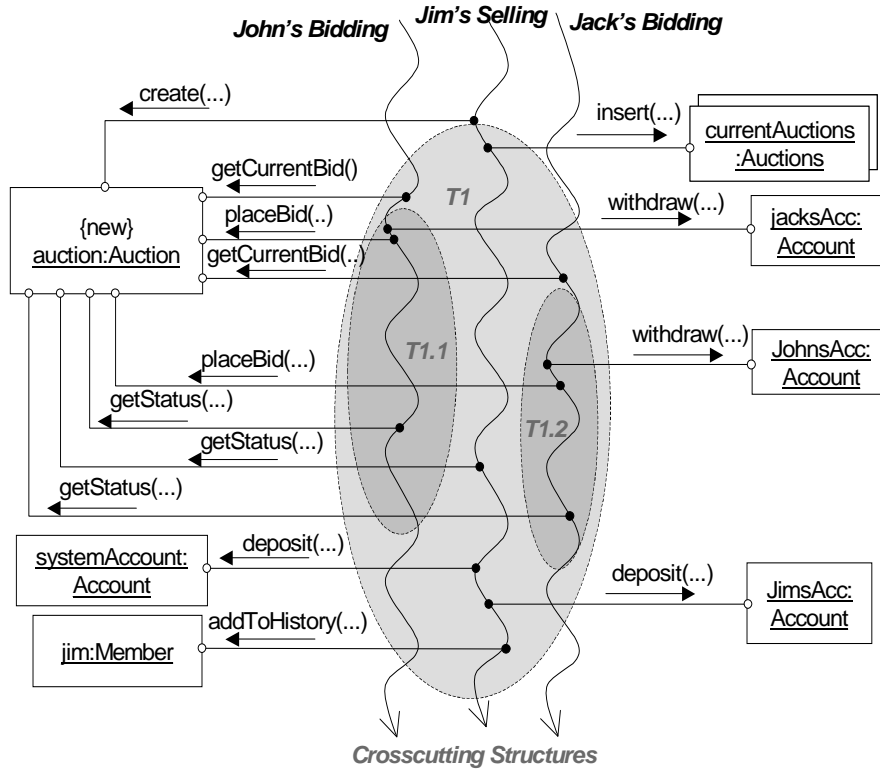 John's Bidding
Jim's Selling
Jack's Bidding
create(...)
insert(...)
currentAuctions
:Auctions
getCurrentBid()
T1
{new}
auction:Auction
placeBid(..)
withdraw(...)
jacksAcc:
Account
getCurrentBid(..)
T1.1
withdraw(...)
JohnsAcc:
Account
placeBid(...)
getStatus(...)
T1.2
getStatus(...)
getStatus(...)
systemAccount:
Account
deposit(...)
deposit(...)
JimsAcc:
Account
addToHistory(...)
jim:Member
Crosscutting Structures